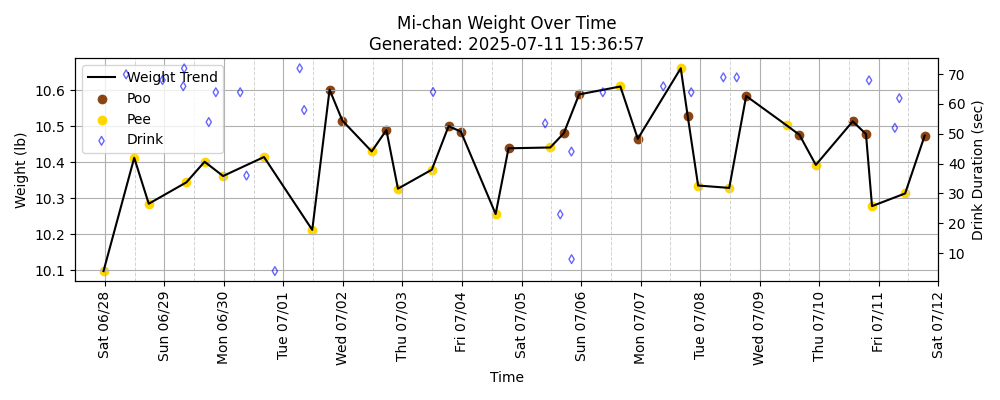 Mi-chan Weight Over Time
Generated: 2025-07-11 15:36:57
Weight Trend
Poo
Pee
Drink
Weight (lb)
10.6
10.5
10.4
10.3
10.2
10.1
70
60
50
40
30
20
10
Drink Duration (sec)
Sat 06/28
Sun 06/29
Mon 06/30
Tue 07/01
Wed 07/02
Thu 07/03
Fri 07/04
Sat 07/05
Sun 07/06
Mon 07/07
Tue 07/08
Wed 07/09
Thu 07/10
Fri 07/11
Sat 07/12
Time